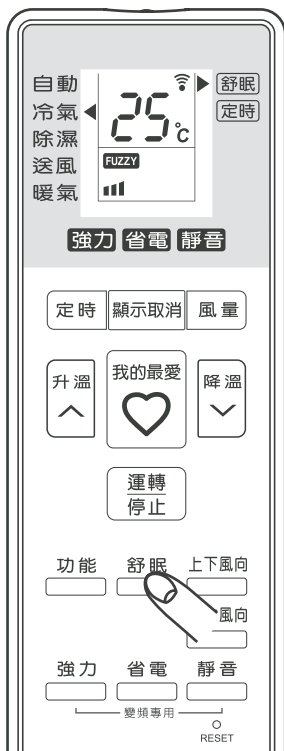 自動
冷氣
除濕
送風
暖氣
25℃
FUZZY
舒眠
定時
強力 省電 靜音
定時 顯示取消 風量
升溫 我的最愛 降溫
運轉
停止
功能 舒眠 上下風向
風向
強力 省電 靜音
變頻專用
RESET